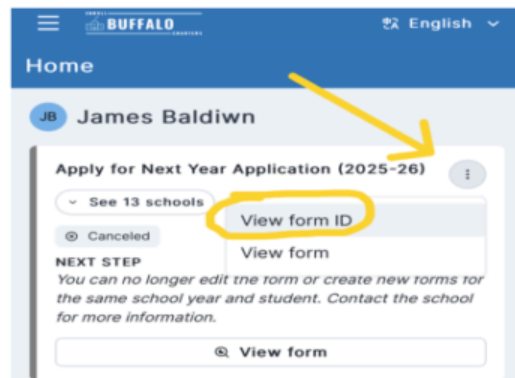 ENROLL
BUFFALO
CHARTERS
English
Home
JB James Baldiwn
Apply for Next Year Application (2025-26)
See 13 schools
View form ID
Canceled
View form
NEXT STEP
You can no longer edit the form or create new forms for
the same school year and student. Contact the school
for more information.
View form